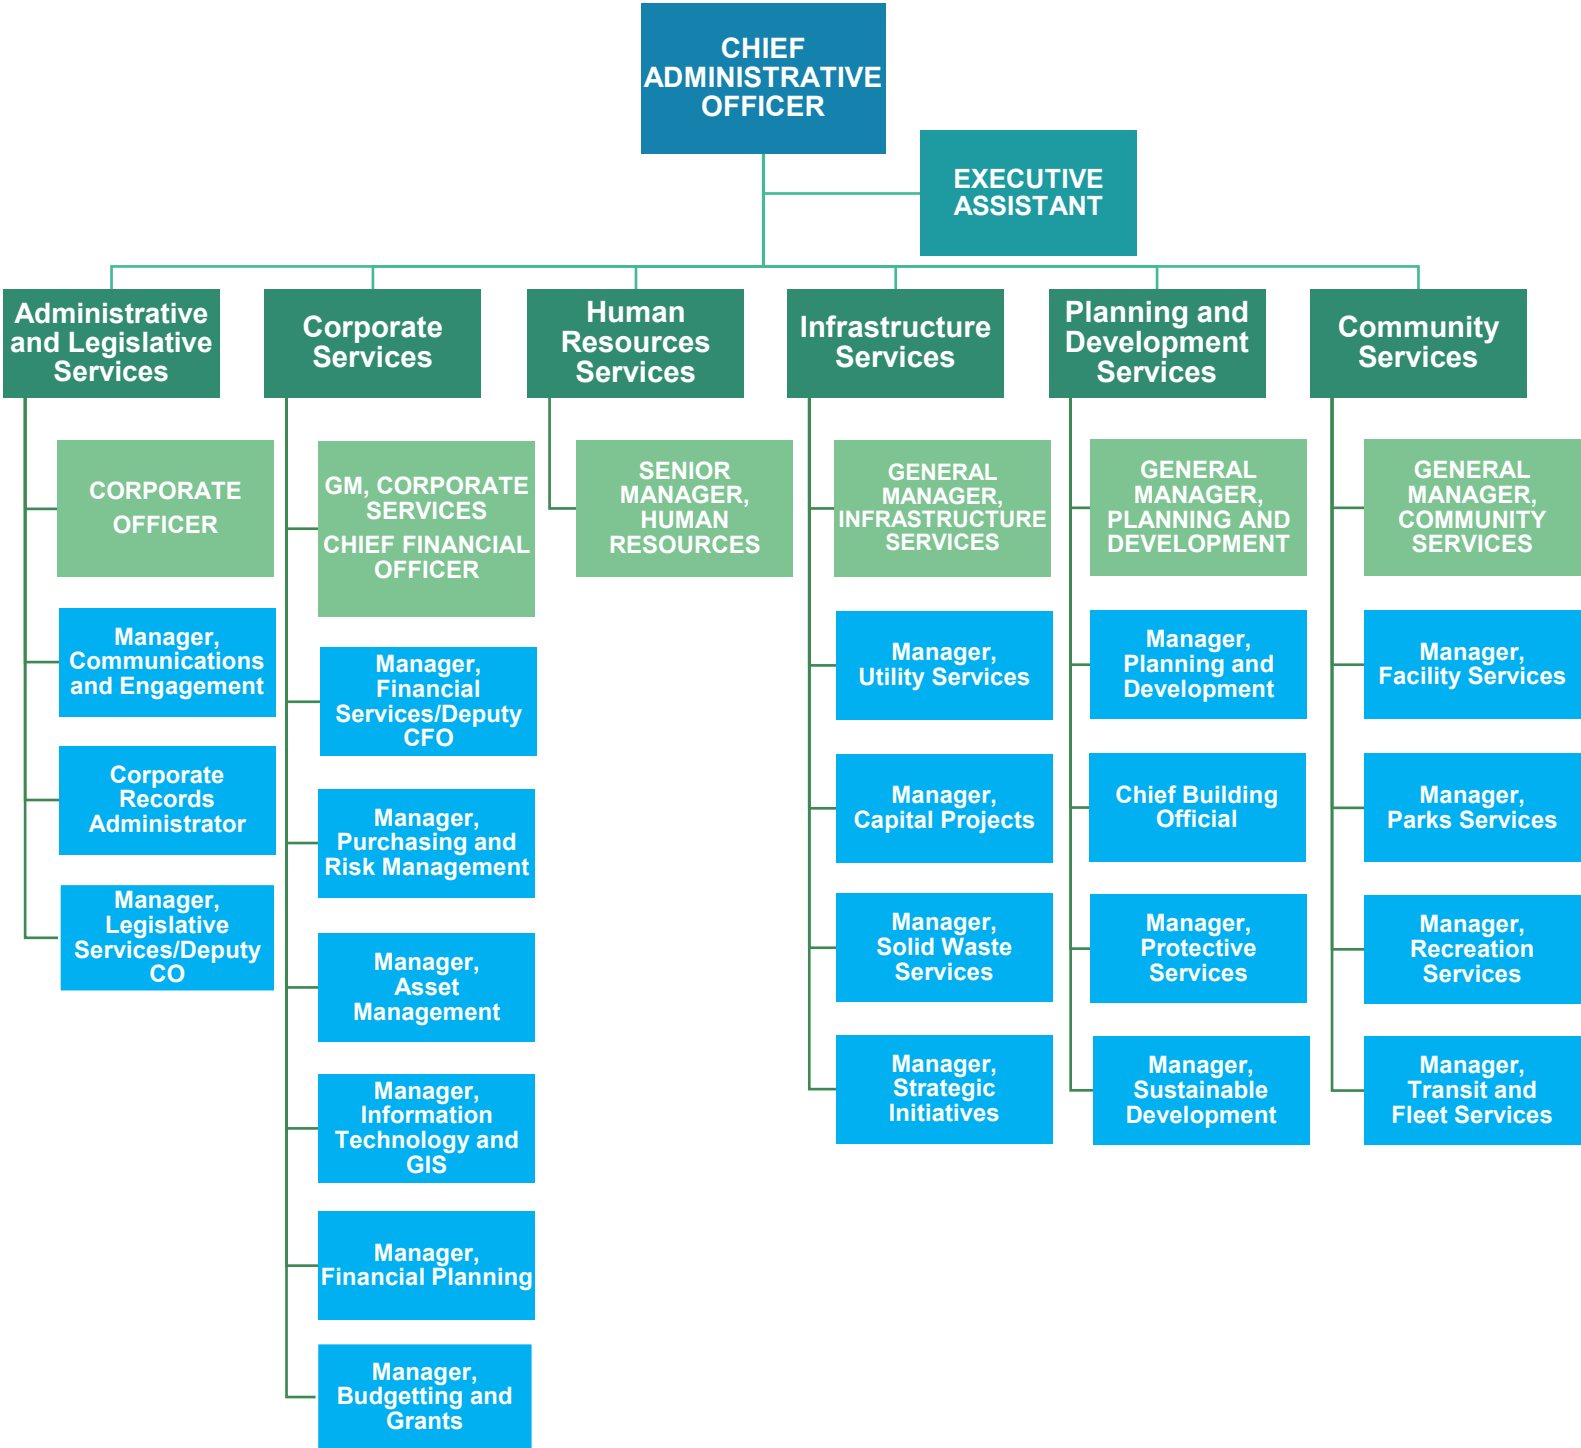 CHIEF
ADMINISTRATIVE
OFFICER
EXECUTIVE
ASSISTANT
Administrative
and Legislative
Services
CORPORATE
OFFICER
Manager,
Communications
and Engagement
Corporate
Records
Administrator
Manager,
Legislative
Services/Deputy
CO
Corporate
Services
GM, CORPORATE
SERVICES
CHIEF FINANCIAL
OFFICER
Manager,
Financial
Services/Deputy
CFO
Manager,
Purchasing and
Risk Management
Manager,
Asset
Management
Manager,
Information
Technology and
GIS
Manager,
Financial Planning
Manager,
Budgetting and
Grants
Human
Resources
Services
SENIOR
MANAGER,
HUMAN
RESOURCES
Infrastructure
Services
GENERAL
MANAGER,
INFRASTRUCTURE
SERVICES
Manager,
Utility Services
Manager,
Capital Projects
Manager,
Solid Waste
Services
Manager,
Strategic
Initiatives
Planning and
Development
Services
GENERAL
MANAGER,
PLANNING AND
DEVELOPMENT
Manager,
Planning and
Development
Chief Building
Official
Manager,
Protective
Services
Manager,
Sustainable
Development
Community
Services
GENERAL
MANAGER,
COMMUNITY
SERVICES
Manager,
Facility Services
Manager,
Parks Services
Manager,
Recreation
Services
Manager,
Transit and
Fleet Services